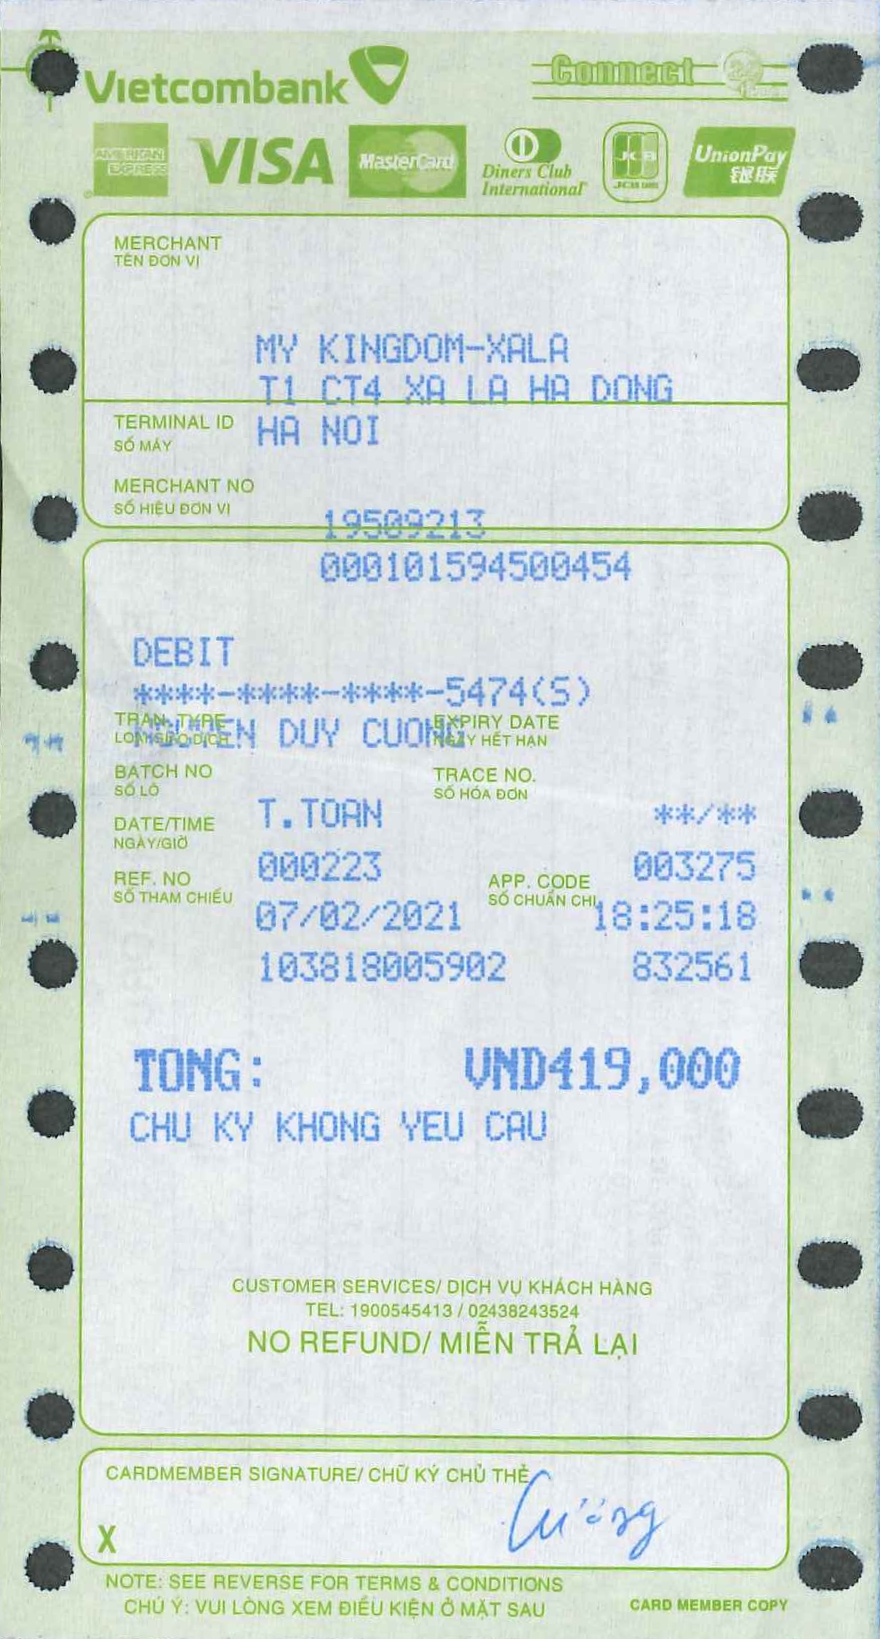 Vietcombank Connect 24
AMERICAN EXPRESS VISA MasterCard Diners Club International JCB UnionPay 银联
MERCHANT
TÊN ĐƠN VỊ
MY KINGDOM-XALA
T1 CT4 XA LA HA DONG
TERMINAL ID
SỐ MÁY
HA NOI
MERCHANT NO
SỐ HIỆU ĐƠN VỊ
19509213
000101594500454
DEBIT
****-****-****-5474(S)
TRAN. TYPE
LOẠI GIAO DỊCH
NGUYEN DUY CUONG
EXPIRY DATE
NGÀY HẾT HẠN
BATCH NO
SỐ LÔ
TRACE NO.
SỐ HÓA ĐƠN
T.TOAN **/**
DATE/TIME
NGÀY/GIỜ
000223 003275
REF. NO
SỐ THAM CHIẾU
APP. CODE
SỐ CHUẨN CHI
07/02/2021 18:25:18
103818005902 832561
TONG: VND419,000
CHU KY KHONG YEU CAU
CUSTOMER SERVICES/ DỊCH VỤ KHÁCH HÀNG
TEL: 1900545413 / 02438243524
NO REFUND/ MIỄN TRẢ LẠI
CARDMEMBER SIGNATURE/ CHỮ KÝ CHỦ THẺ
X Cường
NOTE: SEE REVERSE FOR TERMS & CONDITIONS
CHÚ Ý: VUI LÒNG XEM ĐIỀU KIỆN Ở MẶT SAU
CARD MEMBER COPY